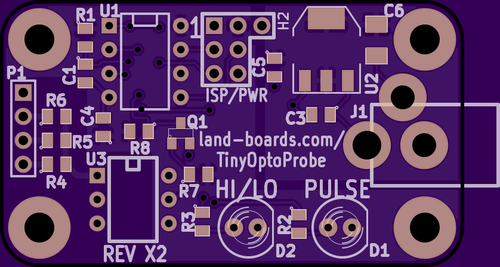 R1
U1
1
H2
C6
P1
C1
C5
U2
ISP/PWR
R6
C4
C3
J1
Q1
R5
R8
land-boards.com/
TinyOptoProbe
U3
R4
R7
HI/LO
PULSE
R3
R2
REV X2
D2
D1